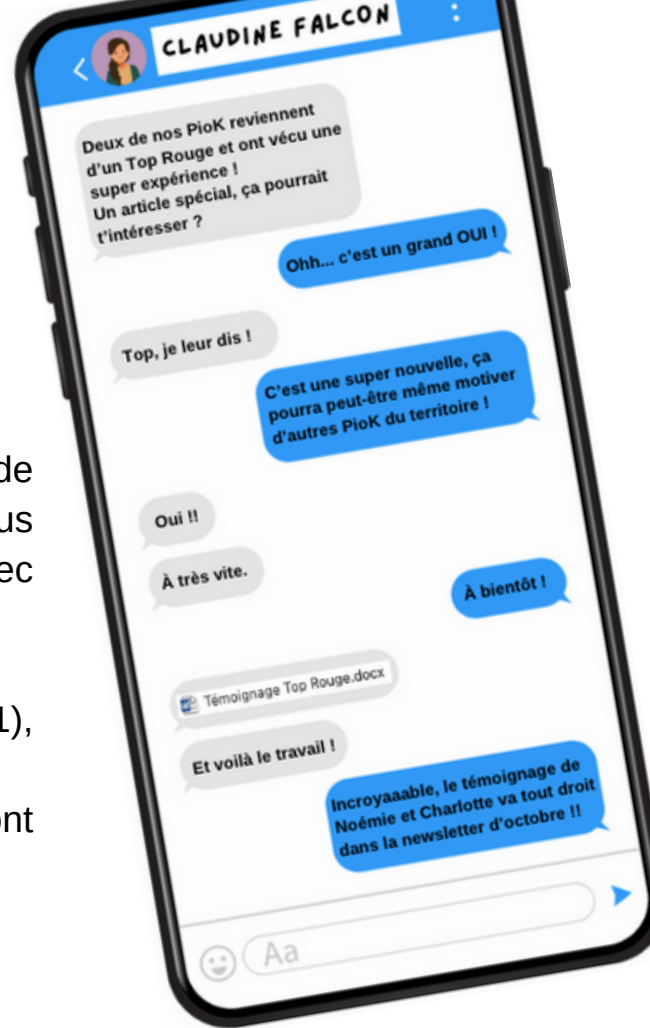 CLAUDINE FALCON
Deux de nos PioK reviennent
d'un Top Rouge et ont vécu une
super expérience !
Un article spécial, ça pourrait
t'intéresser ?
Ohh... c'est un grand OUI !
Top, je leur dis !
C'est une super nouvelle, ça
pourra peut-être même motiver
d'autres PioK du territoire !
Oui !!
À très vite.
À bientôt !
Témoignage Top Rouge.docx
Et voilà le travail !
Incroyaaable, le témoignage de
Noémie et Charlotte va tout droit
dans la newsletter d'octobre !!
Aa
de
us
ec
1),
ont